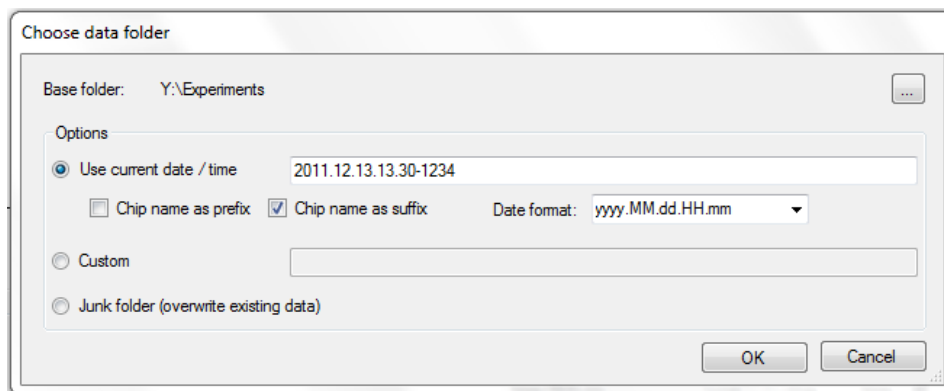 Choose data folder
Base folder: Y:\Experiments ...
Options
Use current date / time 2011.12.13.13.30-1234
Chip name as prefix Chip name as suffix Date format: yyyy.MM.dd.HH.mm
Custom
Junk folder (overwrite existing data)
OK Cancel